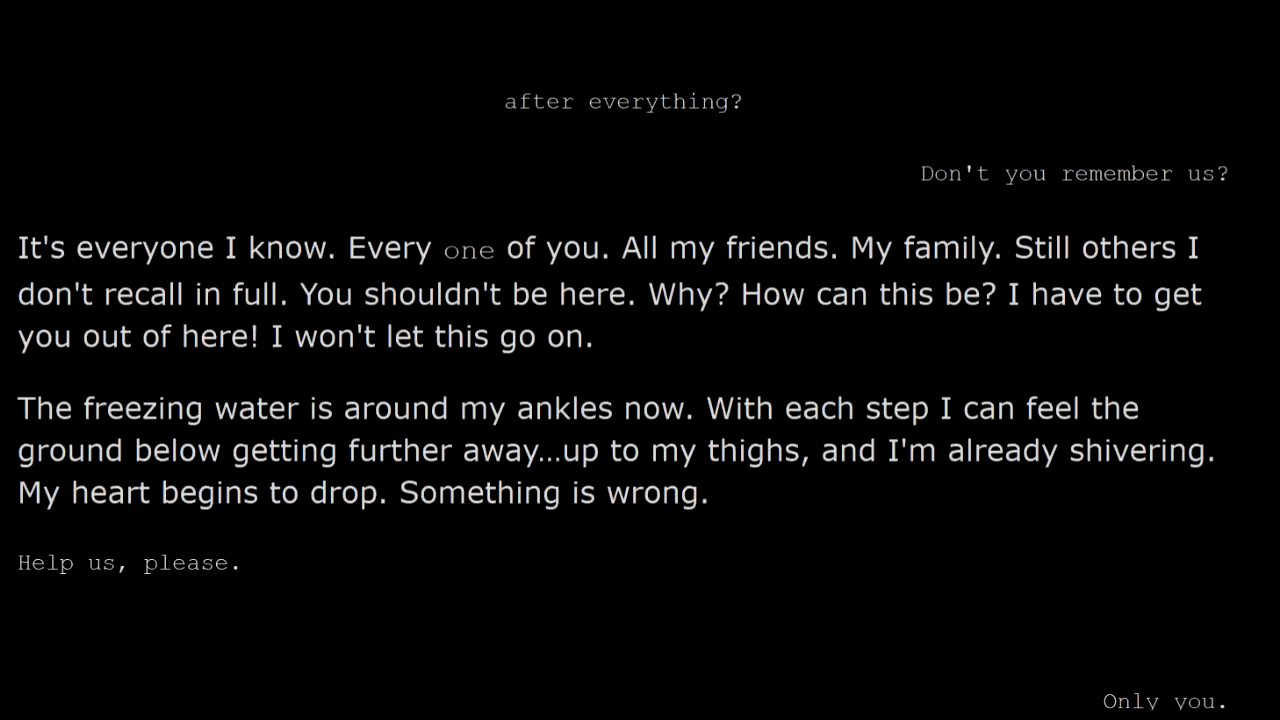 after everything?
Don't you remember us?
It's everyone I know. Every one of you. All my friends. My family. Still others I
don't recall in full. You shouldn't be here. Why? How can this be? I have to get
you out of here! I won't let this go on.
The freezing water is around my ankles now. With each step I can feel the
ground below getting further away...up to my thighs, and I'm already shivering.
My heart begins to drop. Something is wrong.
Help us, please.
Only you.